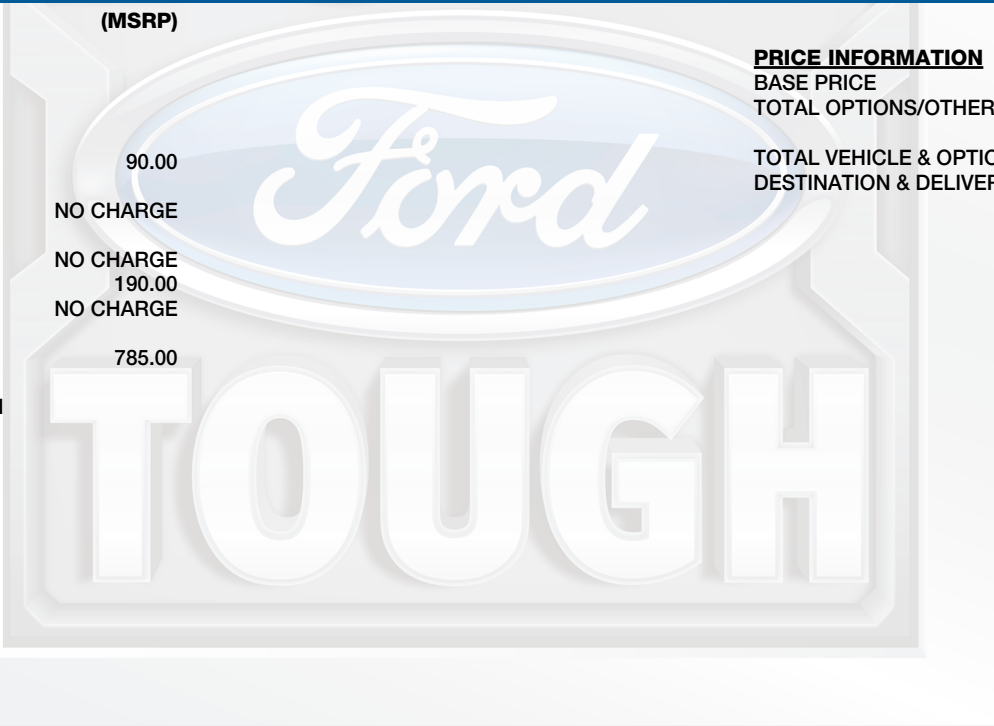 (MSRP)
90.00
NO CHARGE
NO CHARGE
190.00
NO CHARGE
785.00
PRICE INFORMATION
BASE PRICE
TOTAL OPTIONS/OTHER
TOTAL VEHICLE & OPTIO
DESTINATION & DELIVER
Ford
TOUGH